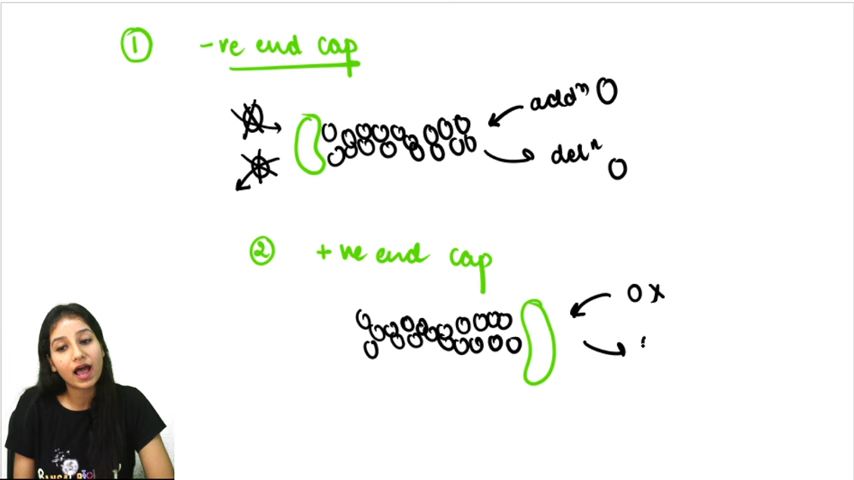 ① -ve end cap
addⁿ O
delⁿ O
② +ve end cap
O X